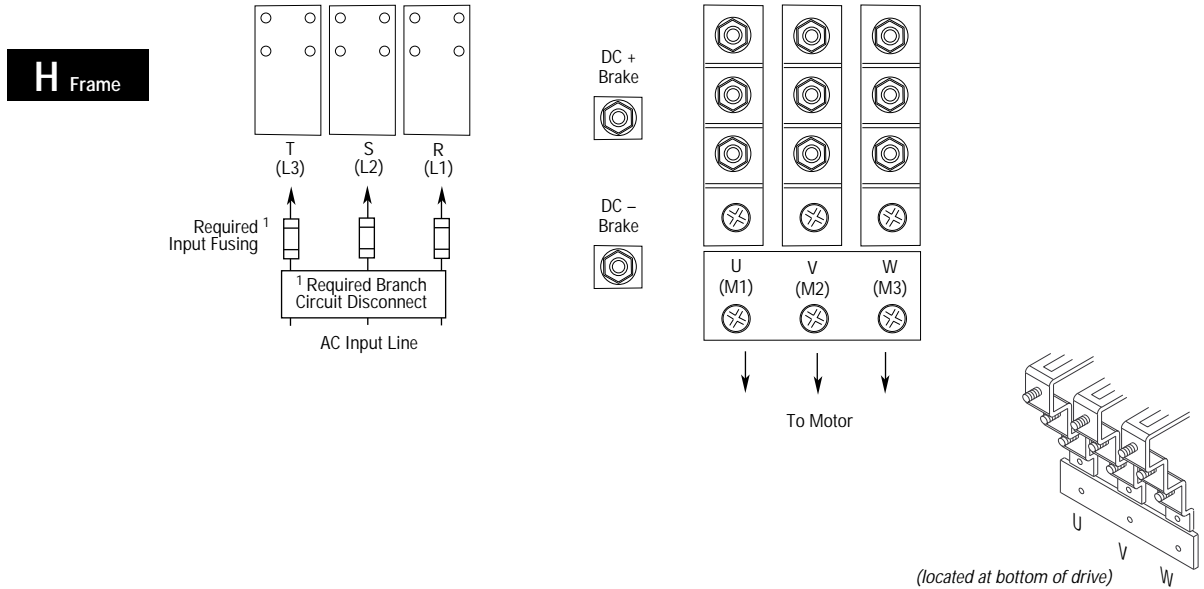 H Frame
T
(L3)
S
(L2)
R
(L1)
Required 1
Input Fusing
1 Required Branch
Circuit Disconnect
AC Input Line
DC +
Brake
DC –
Brake
U
(M1)
V
(M2)
W
(M3)
To Motor
U
V
W
(located at bottom of drive)